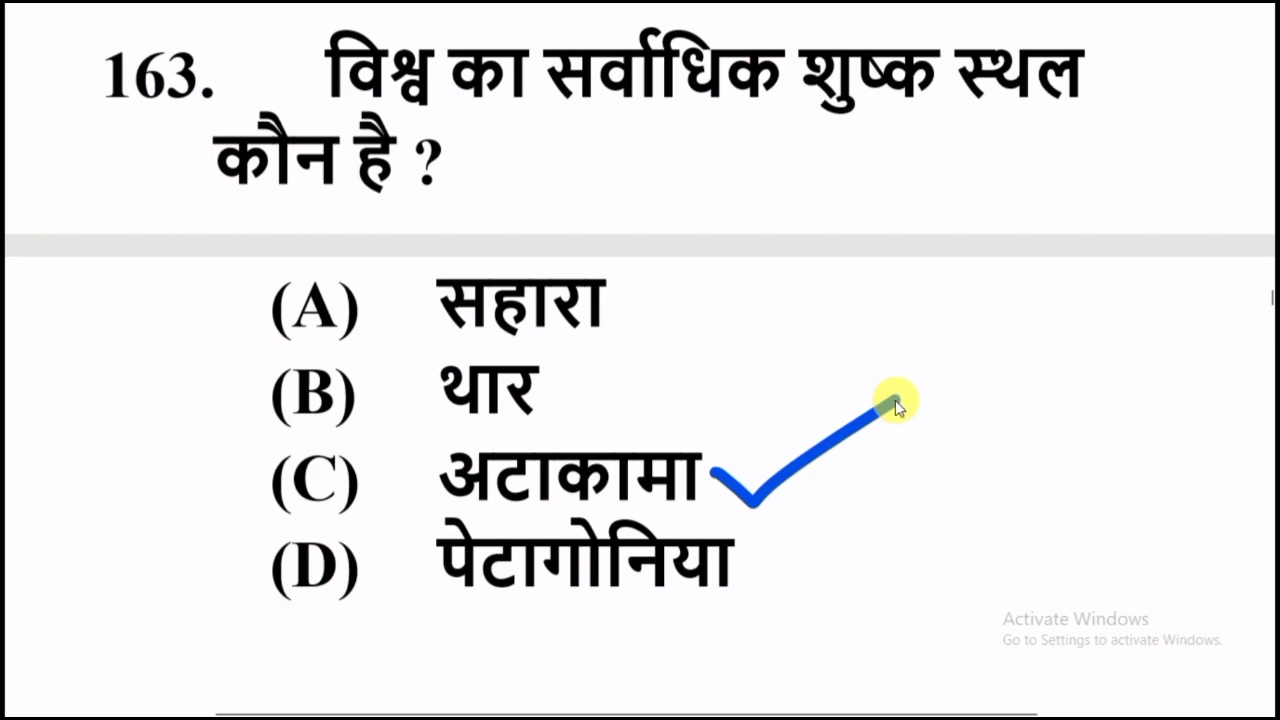 163. विश्व का सर्वाधिक शुष्क स्थल
कौन है ?
(A) सहारा
(B) थार
(C) अटाकामा
(D) पेटागोनिया
Activate Windows
Go to Settings to activate Windows.